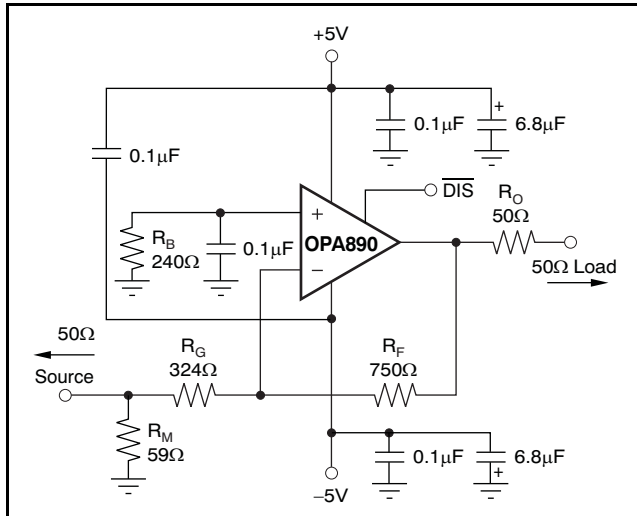 +5V
0.1μF
+
6.8μF
0.1μF
DIS
R_O
50Ω
+
OPA890
−
R_B
240Ω
0.1μF
50Ω Load
50Ω
Source
R_G
324Ω
R_F
750Ω
R_M
59Ω
0.1μF
6.8μF
+
−5V